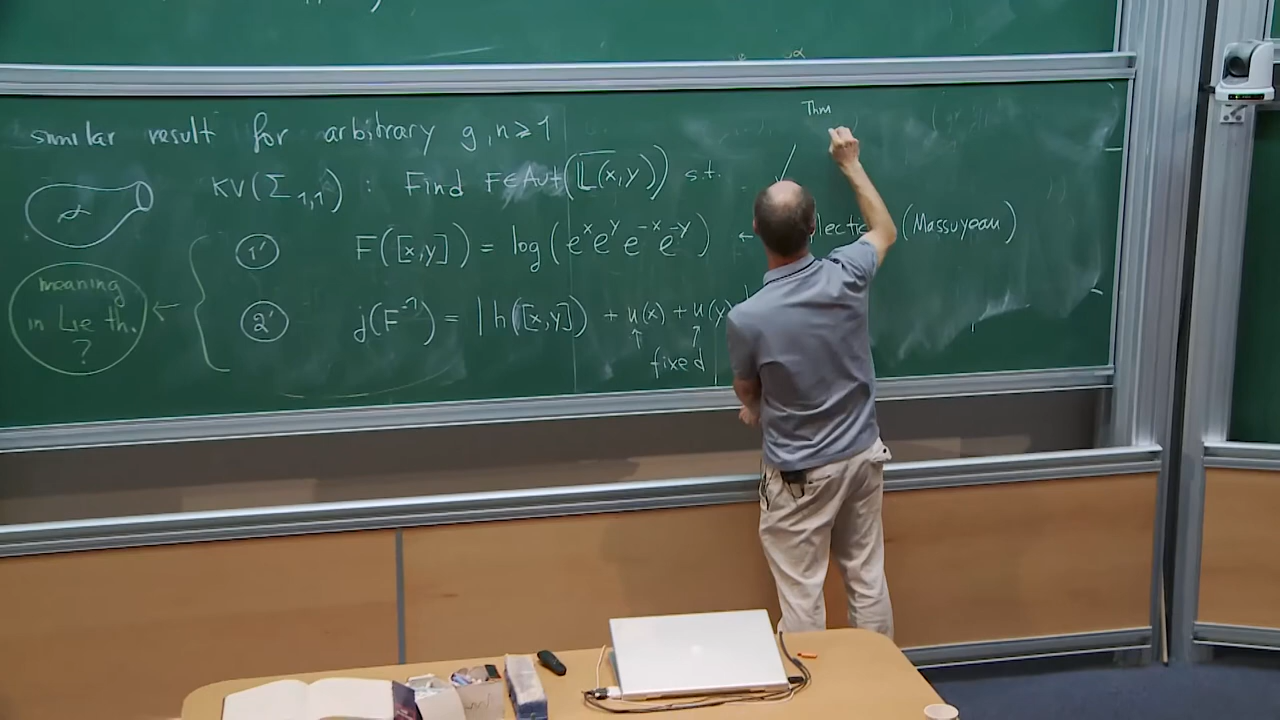 Thm
similar result for arbitrary g, n ⩾ 1
KV(Σ₁,₁) : Find F∈Aut(L(x,y)) s.t.
α
①' F([x,y]) = log(eˣeʸe⁻ˣe⁻ʸ) ← (Massuyeau)
meaning
in Lie th.
?
②' j(F⁻¹) = |h([x,y]) + u(x) + u(y)
↑ ↑
fixed